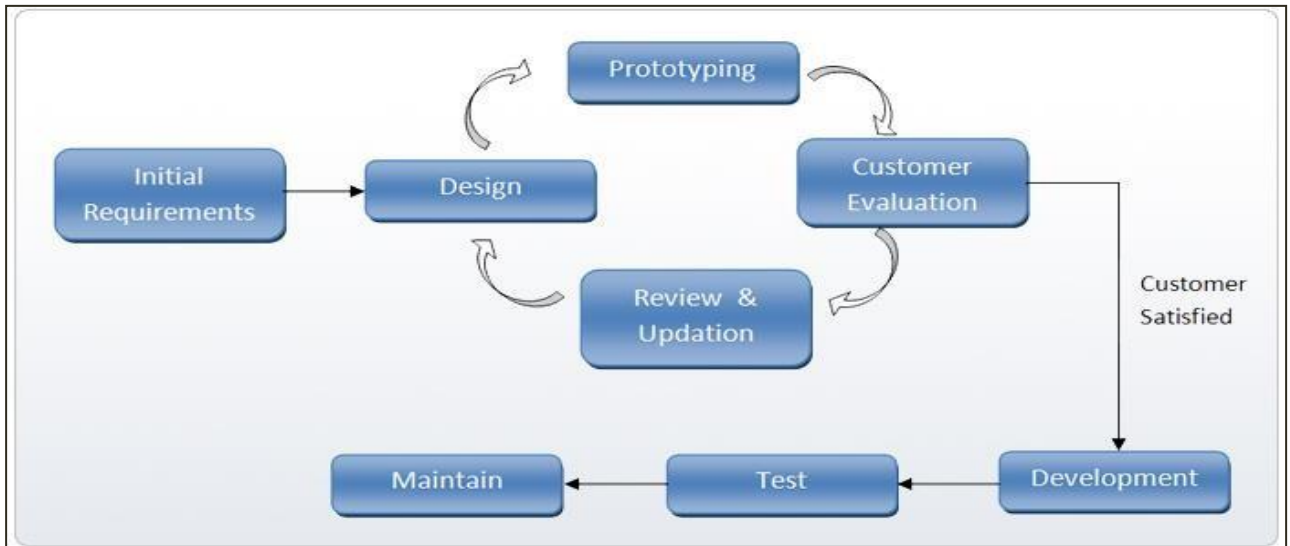 Prototyping
Initial
Requirements
Design
Customer
Evaluation
Review & 
Updation
Customer
Satisfied
Maintain
Test
Development